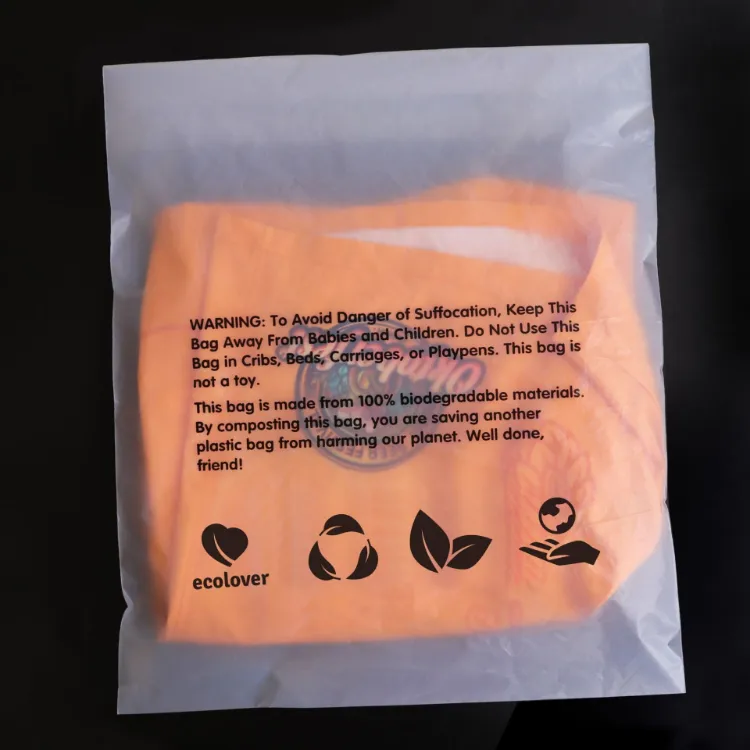 WARNING: To Avoid Danger of Suffocation, Keep This
Bag Away From Babies and Children. Do Not Use This
Bag in Cribs, Beds, Carriages, or Playpens. This bag is
not a toy.
This bag is made from 100% biodegradable materials.
By composting this bag, you are saving another
plastic bag from harming our planet. Well done,
friend!
ecolover